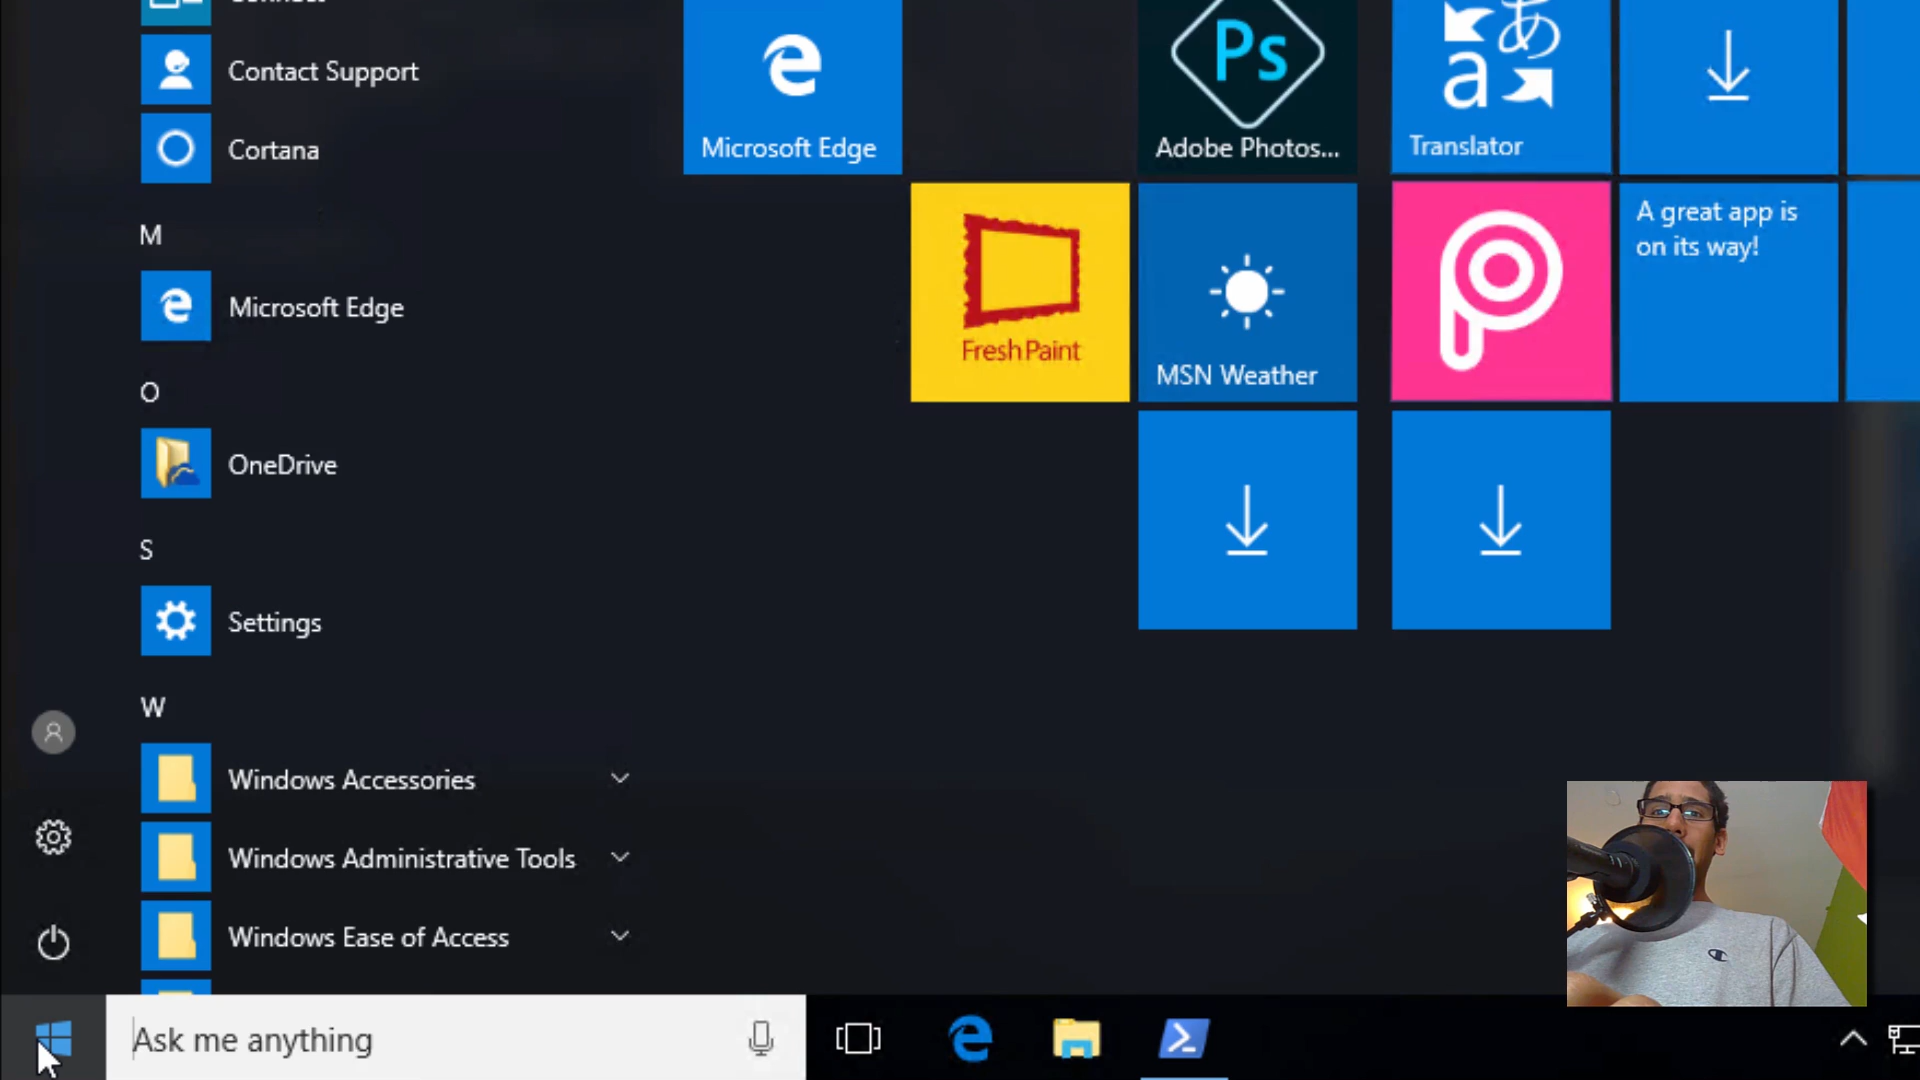 Contact Support
Cortana
M
Microsoft Edge
O
OneDrive
S
Settings
W
Windows Accessories
Windows Administrative Tools
Windows Ease of Access
Microsoft Edge
Ps
Adobe Photos...
あ
a
Translator
Fresh Paint
MSN Weather
A great app is
on its way!
Ask me anything